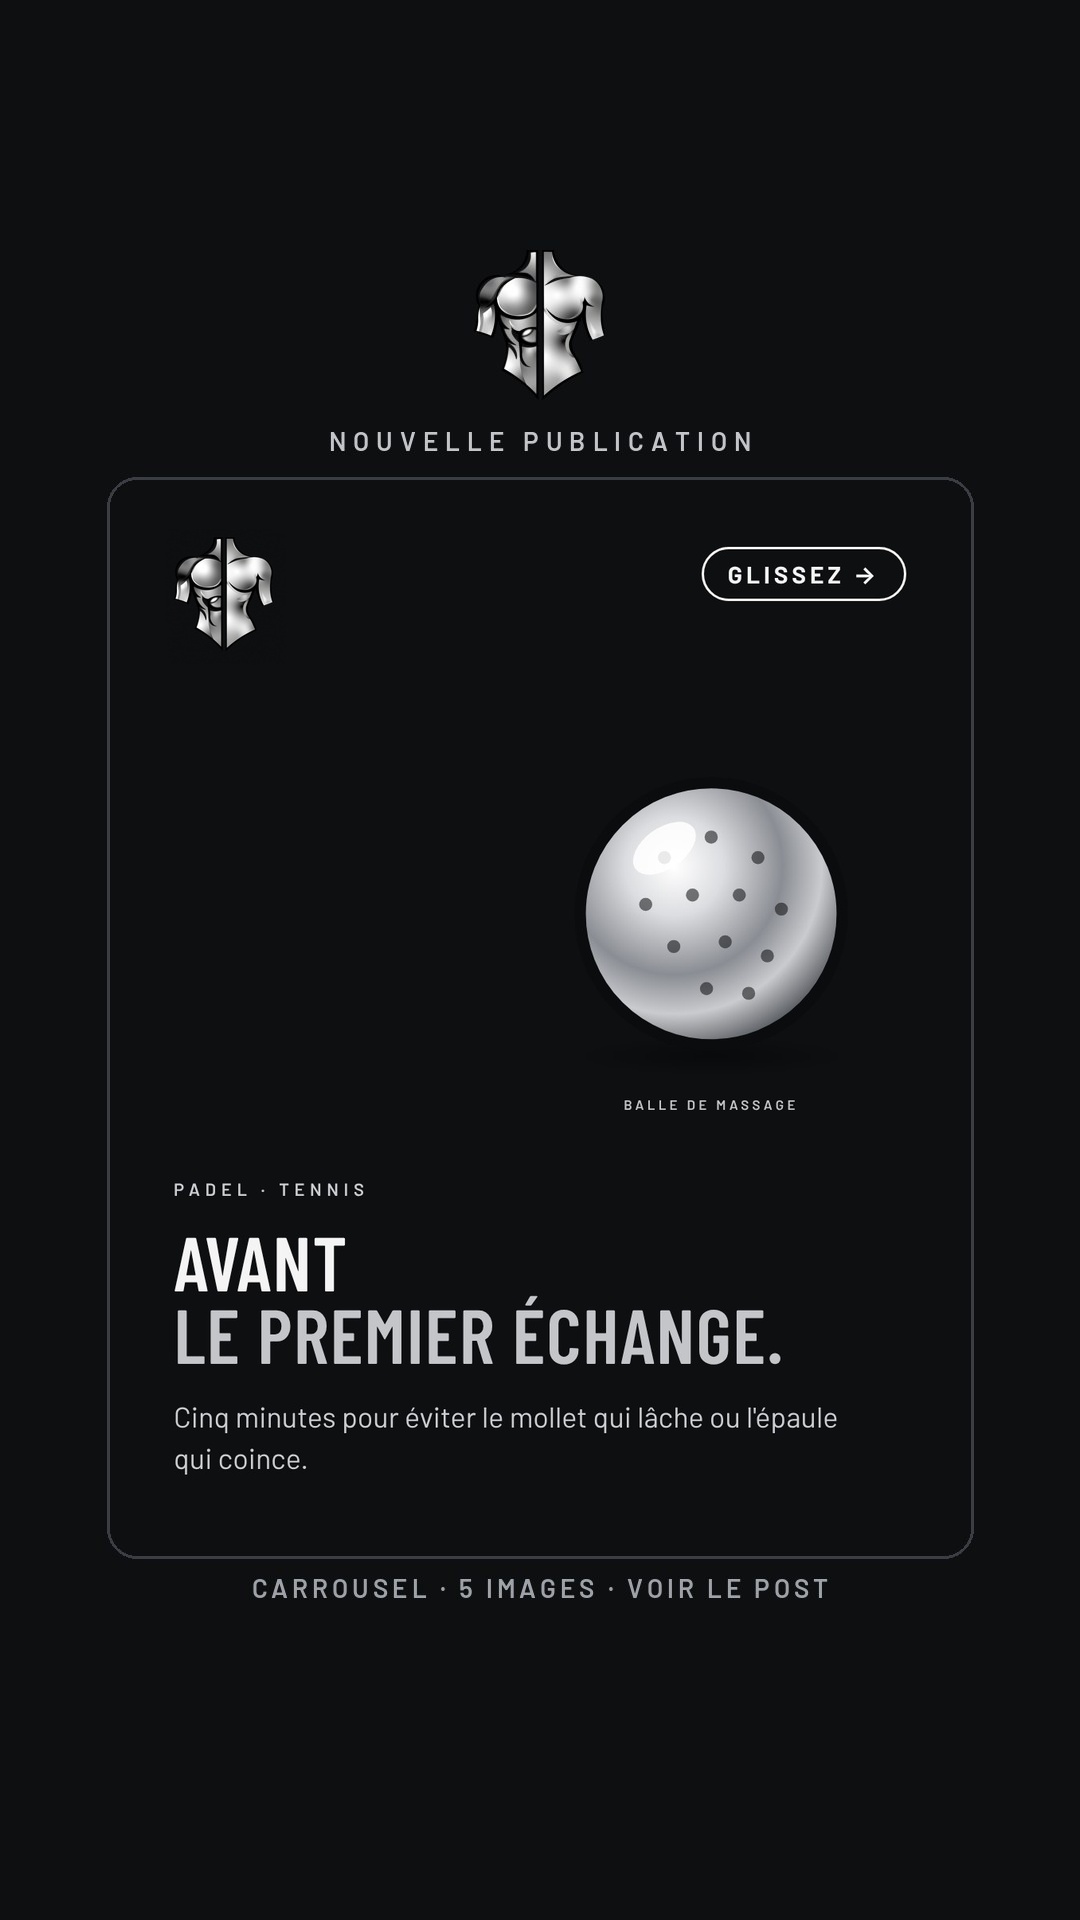 NOUVELLE PUBLICATION
GLISSEZ →
BALLE DE MASSAGE
PADEL · TENNIS
AVANT
LE PREMIER ÉCHANGE.
Cinq minutes pour éviter le mollet qui lâche ou l'épaule
qui coince.
CARROUSEL · 5 IMAGES · VOIR LE POST